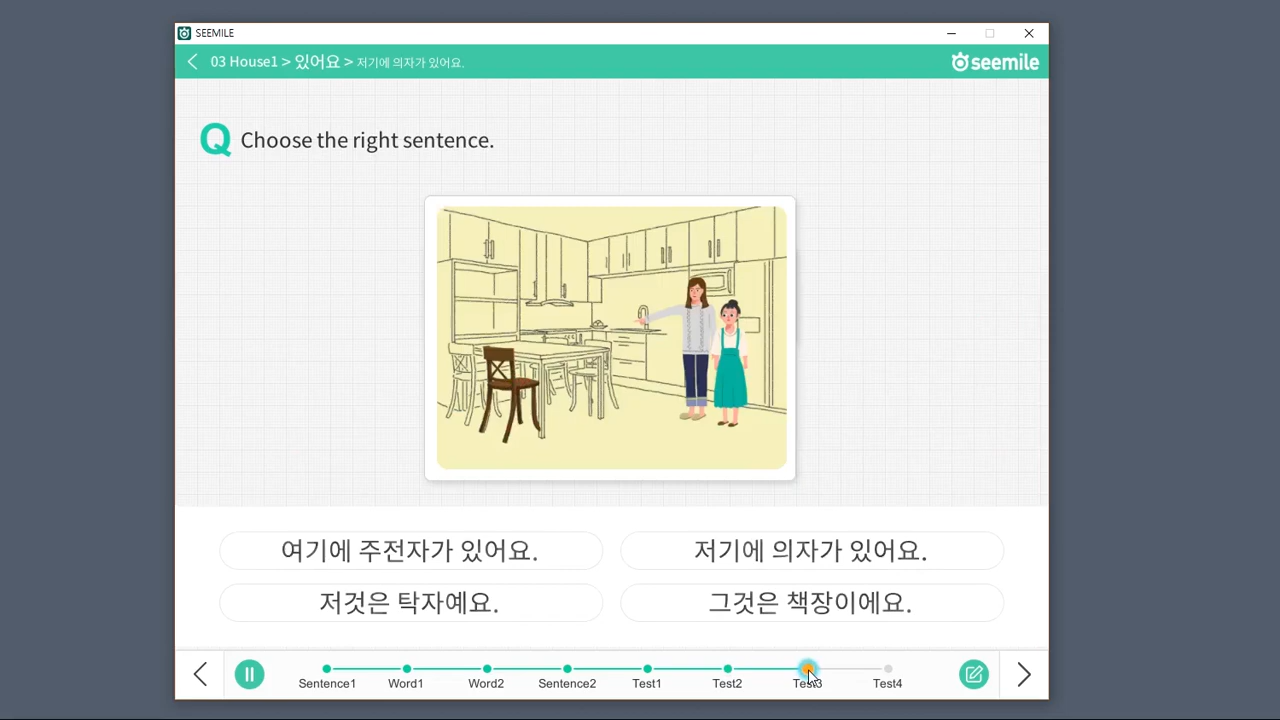 SEEMILE
03 House1 > 있어요 > 저기에 의자가 있어요.
seemile
Q Choose the right sentence.
여기에 주전자가 있어요.
저기에 의자가 있어요.
저것은 탁자예요.
그것은 책장이에요.
Sentence1 Word1 Word2 Sentence2 Test1 Test2 Test3 Test4